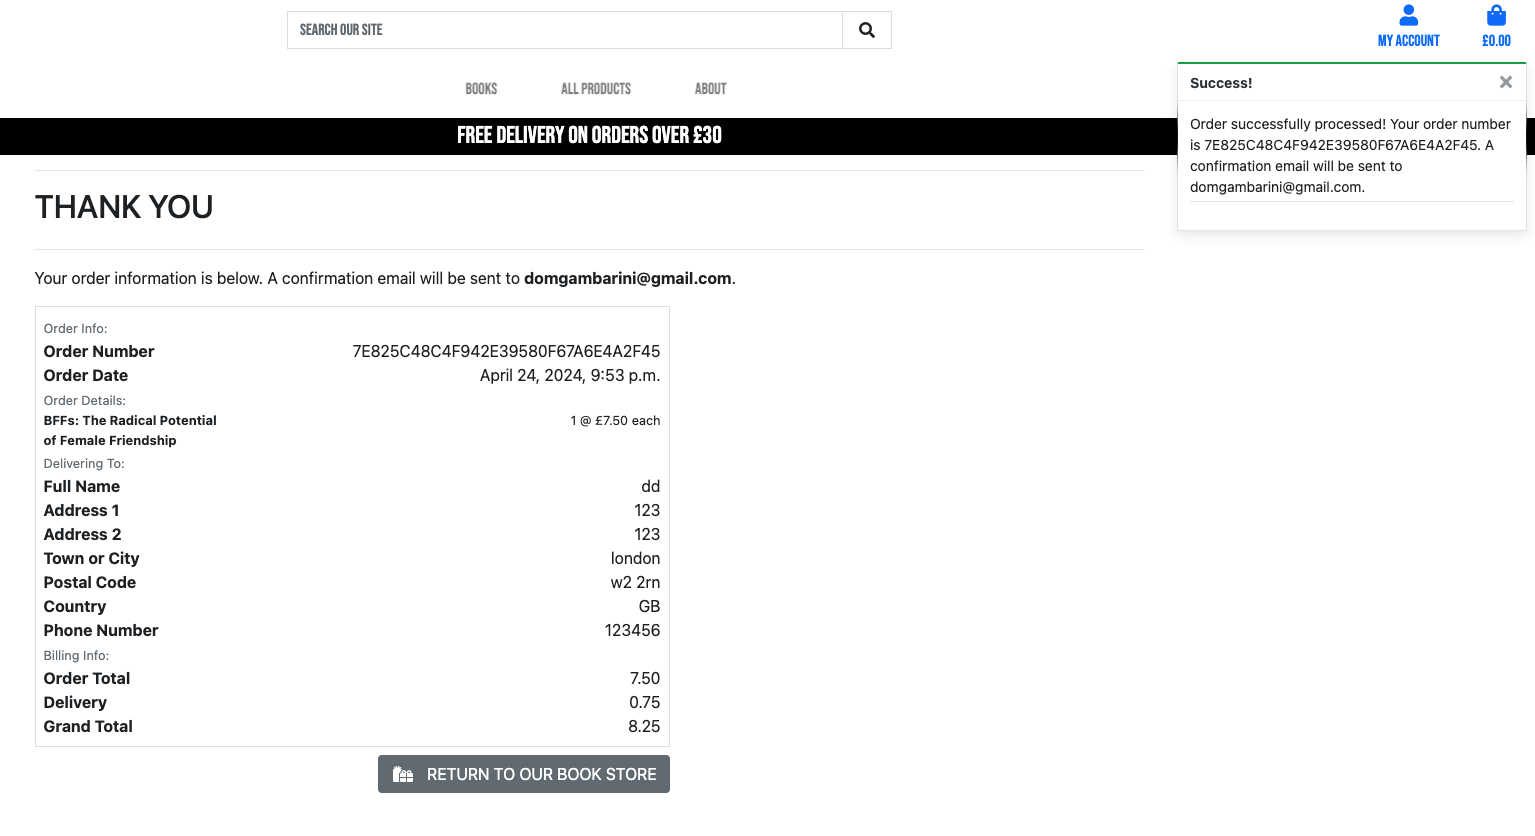 SEARCH OUR SITE
MY ACCOUNT
£0.00
BOOKS
ALL PRODUCTS
ABOUT
FREE DELIVERY ON ORDERS OVER £30
Success!
Order successfully processed! Your order number
is 7E825C48C4F942E39580F67A6E4A2F45. A
confirmation email will be sent to
domgambarini@gmail.com.
THANK YOU
Your order information is below. A confirmation email will be sent to domgambarini@gmail.com.
Order Info:
Order Number 7E825C48C4F942E39580F67A6E4A2F45
Order Date April 24, 2024, 9:53 p.m.
Order Details:
BFFs: The Radical Potential 1 @ £7.50 each
of Female Friendship
Delivering To:
Full Name dd
Address 1 123
Address 2 123
Town or City london
Postal Code w2 2rn
Country GB
Phone Number 123456
Billing Info:
Order Total 7.50
Delivery 0.75
Grand Total 8.25
RETURN TO OUR BOOK STORE